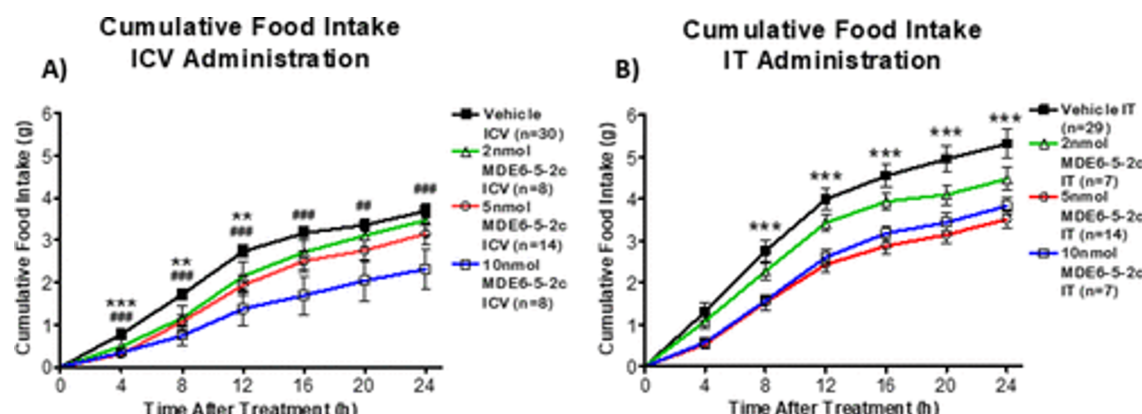 Cumulative Food Intake
ICV Administration
A)
Cumulative Food Intake (g)
6
5
4
3
2
1
0
***
###
**
###
**
###
###
##
###
0 4 8 12 16 20 24
Time After Treatment (h)
Vehicle
ICV (n=30)
2nmol
MDE6-5-2c
ICV (n=8)
5nmol
MDE6-5-2c
ICV (n=14)
10nmol
MDE6-5-2c
ICV (n=8)
Cumulative Food Intake
IT Administration
B)
Cumulative Food Intake (g)
6
5
4
3
2
1
0
***
***
***
***
***
0 4 8 12 16 20 24
Time After Treatment (h)
Vehicle IT
(n=29)
2nmol
MDE6-5-2c
IT (n=7)
5nmol
MDE6-5-2c
IT (n=14)
10nmol
MDE6-5-2c
IT (n=7)